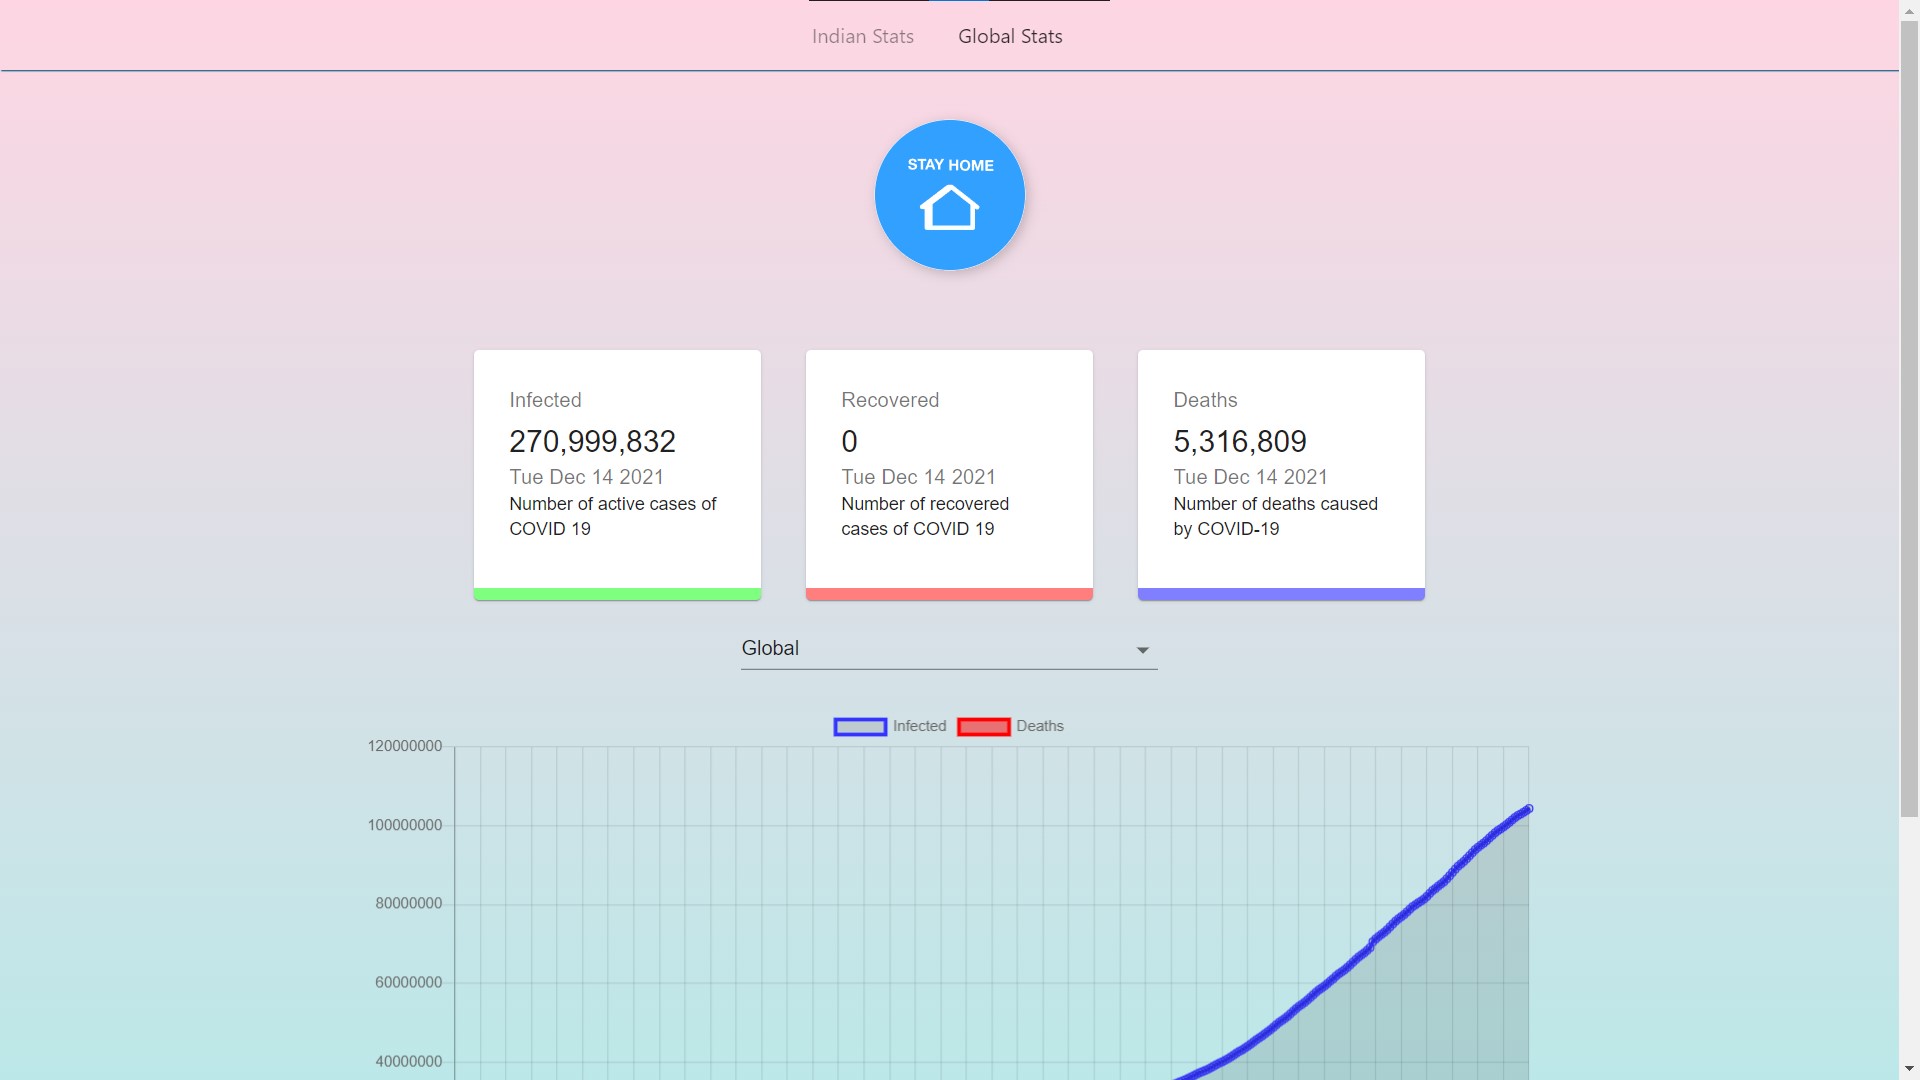 Indian Stats Global Stats
STAY HOME
Infected
270,999,832
Tue Dec 14 2021
Number of active cases of
COVID 19
Recovered
0
Tue Dec 14 2021
Number of recovered
cases of COVID 19
Deaths
5,316,809
Tue Dec 14 2021
Number of deaths caused
by COVID-19
Global
Infected Deaths
120000000
100000000
80000000
60000000
40000000